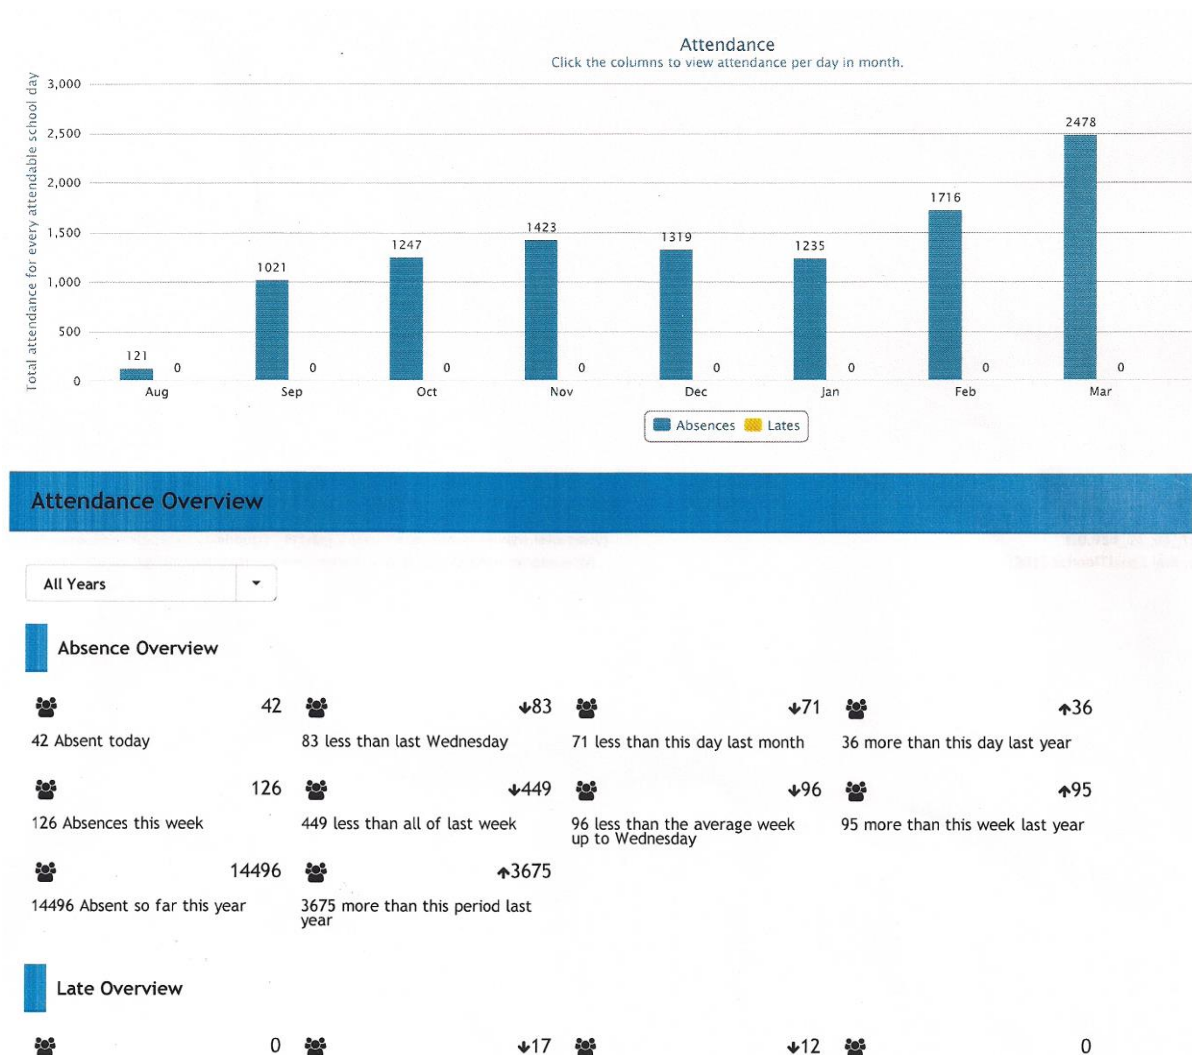 Attendance
Click the columns to view attendance per day in month.
Total attendance for every attendable school day
3,000
2,500
2,000
1,500
1,000
500
0
121
0
1021
0
1247
0
1423
0
1319
0
1235
0
1716
0
2478
0
Aug Sep Oct Nov Dec Jan Feb Mar
Absences Lates
Attendance Overview
All Years
Absence Overview
42 ↓83 ↓71 ↑36
42 Absent today 83 less than last Wednesday 71 less than this day last month 36 more than this day last year
126 ↓449 ↓96 ↑95
126 Absences this week 449 less than all of last week 96 less than the average week 95 more than this week last year
up to Wednesday
14496 ↑3675
14496 Absent so far this year 3675 more than this period last
year
Late Overview
0 ↓17 ↓12 0